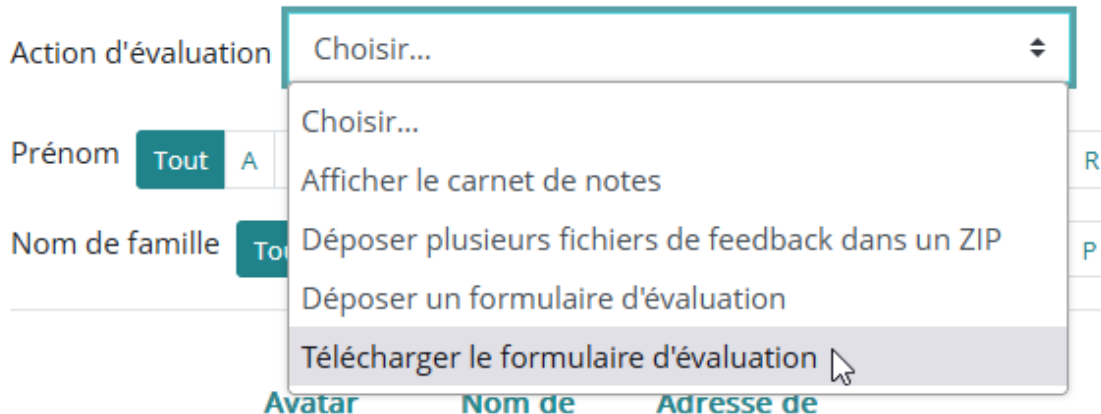 Action d'évaluation Choisir...
Choisir...
Prénom Tout A R
Afficher le carnet de notes
Nom de famille Déposer plusieurs fichiers de feedback dans un ZIP P
Déposer un formulaire d'évaluation
Télécharger le formulaire d'évaluation
Avatar Nom de Adresse de